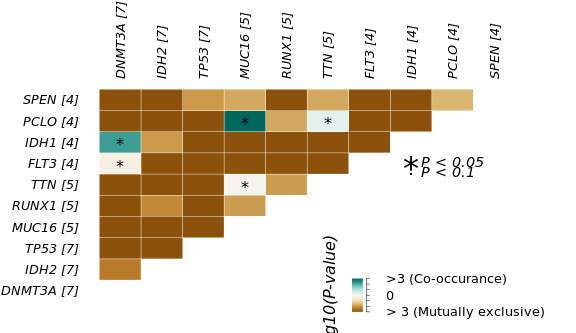 DNMT3A [7]
IDH2 [7]
TP53 [7]
MUC16 [5]
RUNX1 [5]
TTN [5]
FLT3 [4]
IDH1 [4]
PCLO [4]
SPEN [4]
SPEN [4]
PCLO [4] * *
IDH1 [4] *
FLT3 [4] *
TTN [5] *
RUNX1 [5]
MUC16 [5]
TP53 [7]
IDH2 [7]
DNMT3A [7]
* P < 0.05
· P < 0.1
g10(P-value)
>3 (Co-occurance)
0
> 3 (Mutually exclusive)